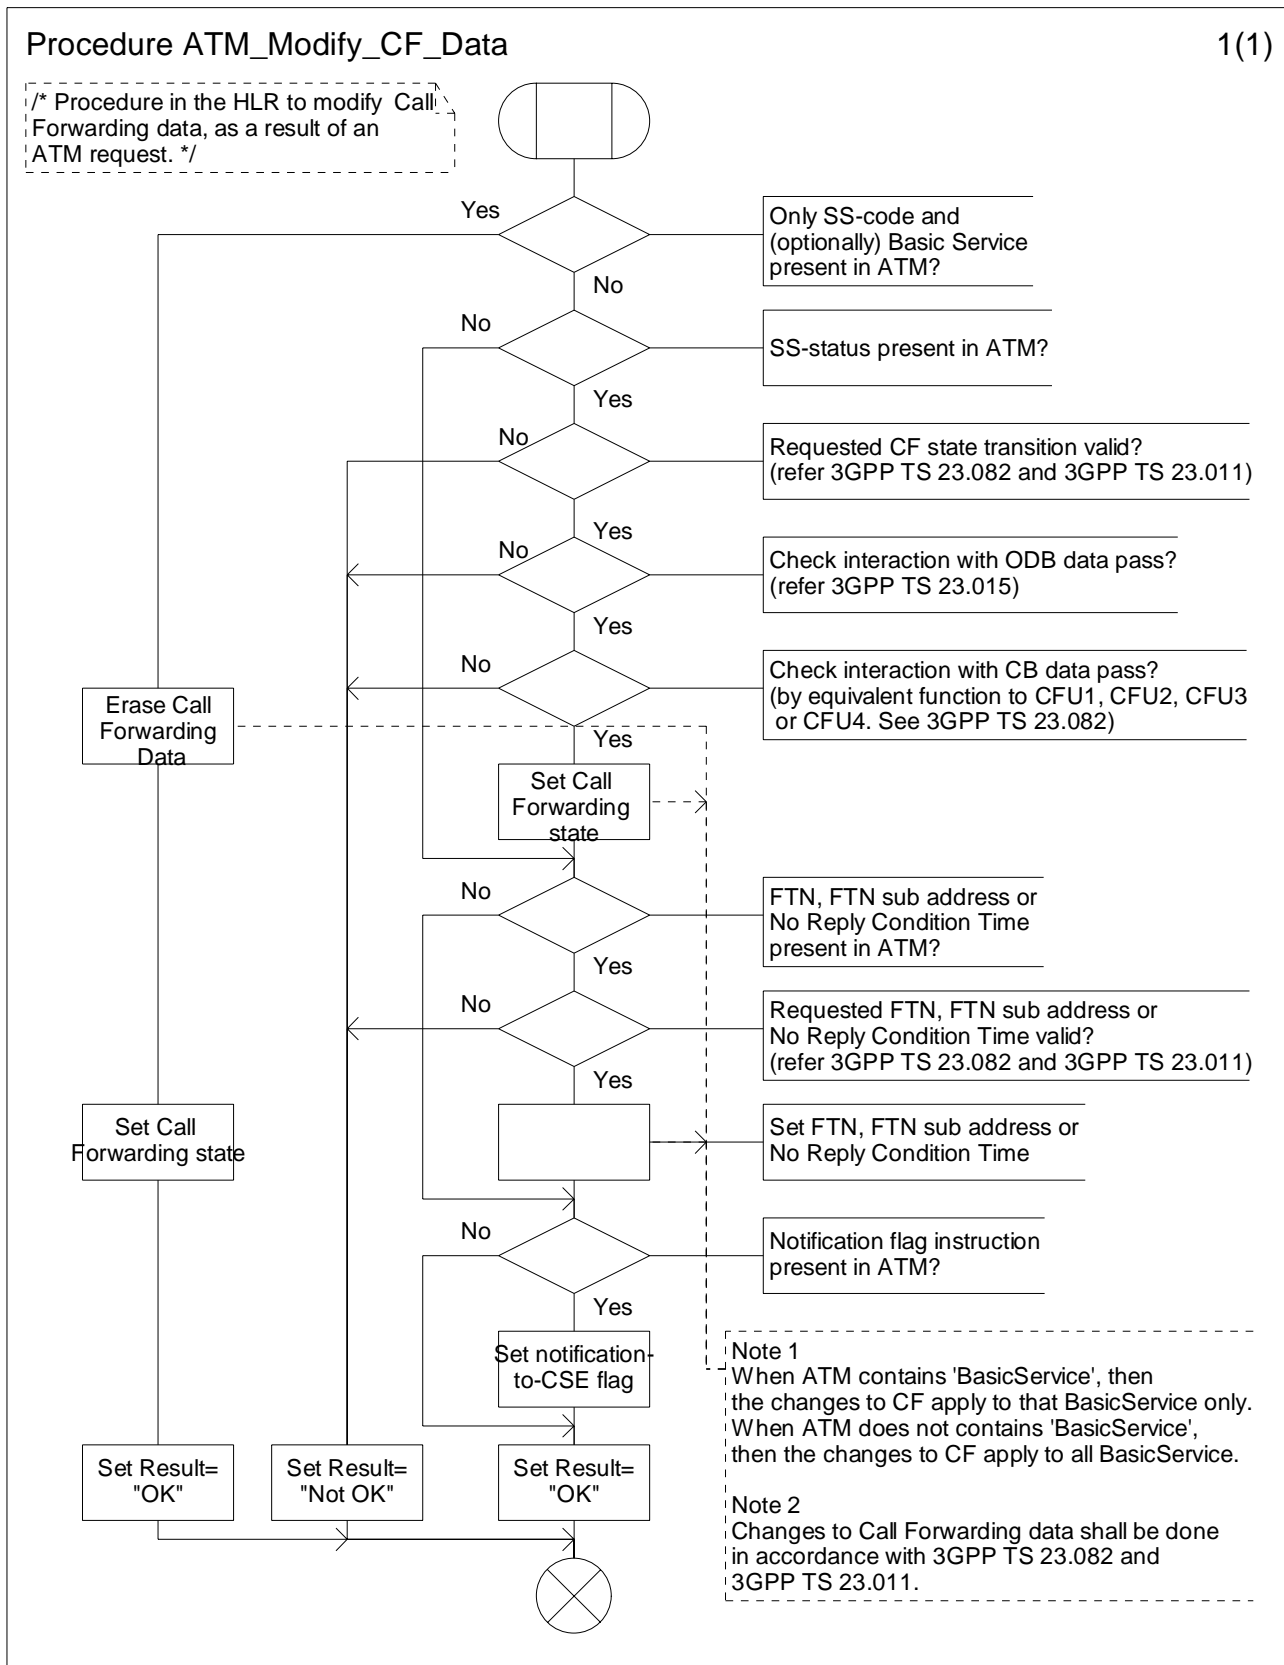 Procedure ATM_Modify_CF_Data
1(1)
/* Procedure in the HLR to modify Call
Forwarding data, as a result of an
ATM request. */
Yes
Only SS-code and
(optionally) Basic Service
present in ATM?
No
No
SS-status present in ATM?
Yes
No
Requested CF state transition valid?
(refer 3GPP TS 23.082 and 3GPP TS 23.011)
Yes
No
Check interaction with ODB data pass?
(refer 3GPP TS 23.015)
Yes
No
Check interaction with CB data pass?
(by equivalent function to CFU1, CFU2, CFU3
or CFU4. See 3GPP TS 23.082)
Erase Call
Forwarding
Data
Yes
Set Call
Forwarding
state
No
FTN, FTN sub address or
No Reply Condition Time
present in ATM?
Yes
No
Requested FTN, FTN sub address or
No Reply Condition Time valid?
(refer 3GPP TS 23.082 and 3GPP TS 23.011)
Yes
Set Call
Forwarding state
Set FTN, FTN sub address or
No Reply Condition Time
No
Notification flag instruction
present in ATM?
Yes
Set notification-
to-CSE flag
Note 1
When ATM contains 'BasicService', then
the changes to CF apply to that BasicService only.
When ATM does not contains 'BasicService',
then the changes to CF apply to all BasicService.
Set Result=
"OK"
Set Result=
"Not OK"
Set Result=
"OK"
Note 2
Changes to Call Forwarding data shall be done
in accordance with 3GPP TS 23.082 and
3GPP TS 23.011.